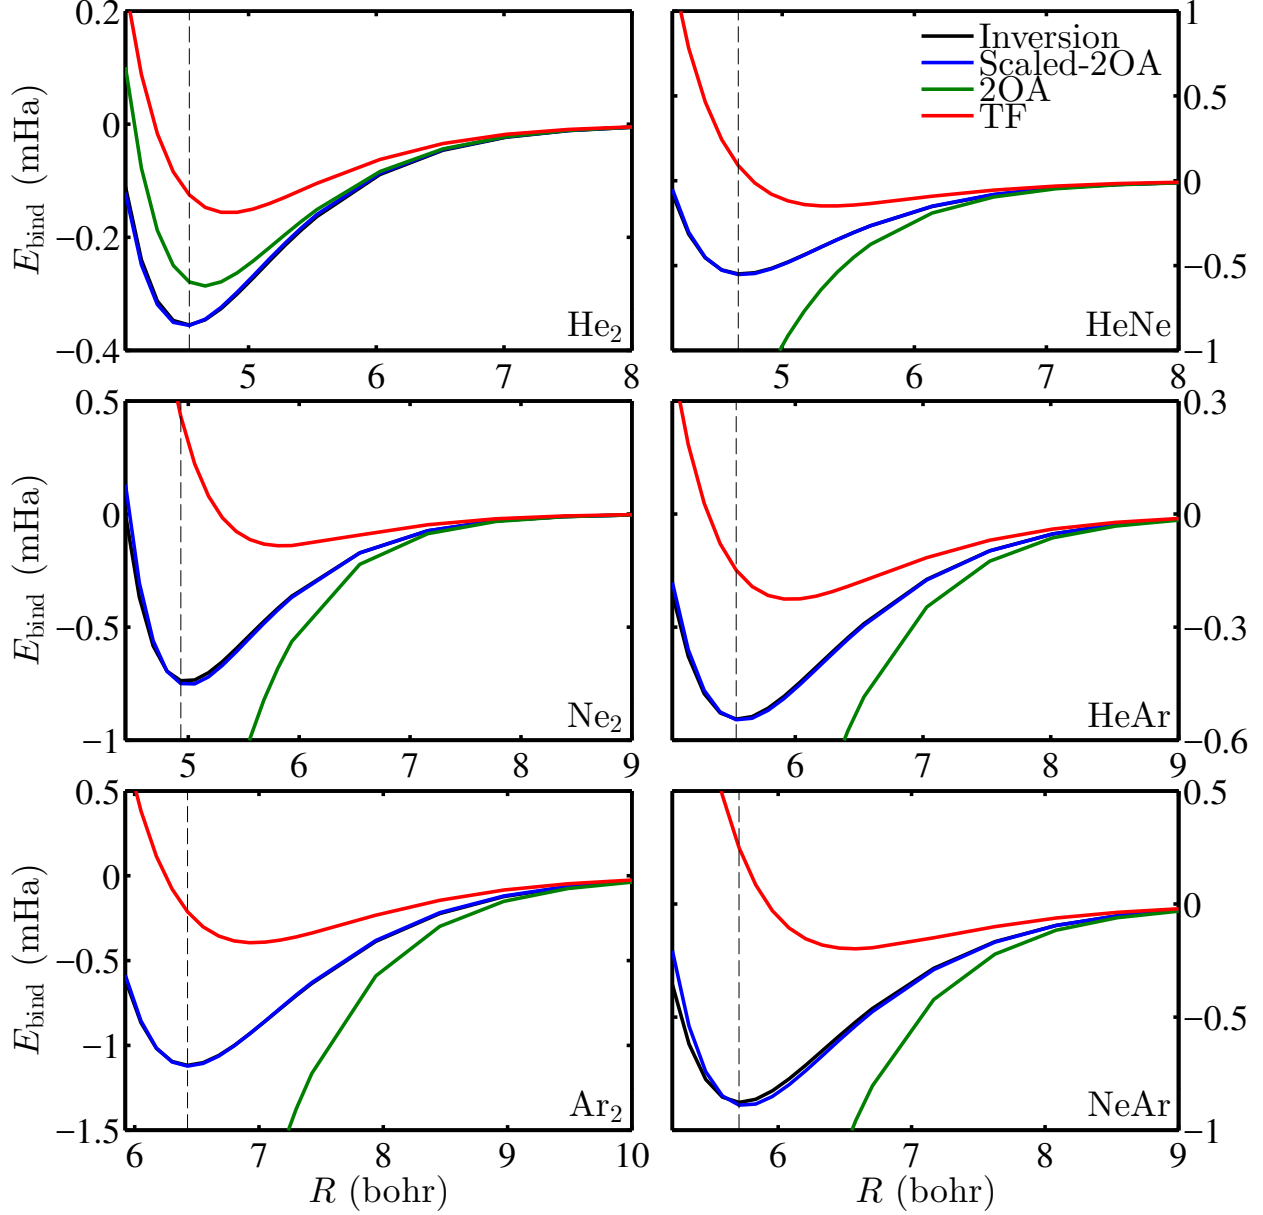 0.2
0
−0.2
−0.4
E_bind (mHa)
5 6 7 8
He₂
Inversion
Scaled-2OA
2OA
TF
1
0.5
0
−0.5
−1
5 6 7 8
HeNe
0.5
0
−0.5
−1
E_bind (mHa)
5 6 7 8 9
Ne₂
0.3
0
−0.3
−0.6
6 7 8 9
HeAr
0.5
0
−0.5
−1
−1.5
E_bind (mHa)
6 7 8 9 10
R (bohr)
Ar₂
0.5
0
−0.5
−1
6 7 8 9
R (bohr)
NeAr